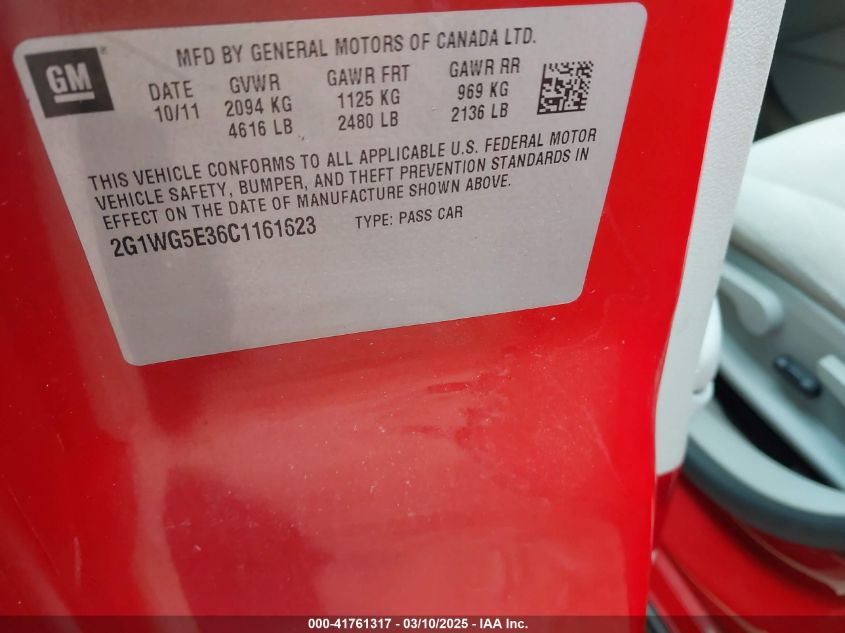 GM
MFD BY GENERAL MOTORS OF CANADA LTD.
DATE GVWR GAWR FRT GAWR RR
10/11 2094 KG 1125 KG 969 KG
4616 LB 2480 LB 2136 LB
THIS VEHICLE CONFORMS TO ALL APPLICABLE U.S. FEDERAL MOTOR
VEHICLE SAFETY, BUMPER, AND THEFT PREVENTION STANDARDS IN
EFFECT ON THE DATE OF MANUFACTURE SHOWN ABOVE.
2G1WG5E36C1161623 TYPE: PASS CAR
000-41761317 - 03/10/2025 - IAA Inc.